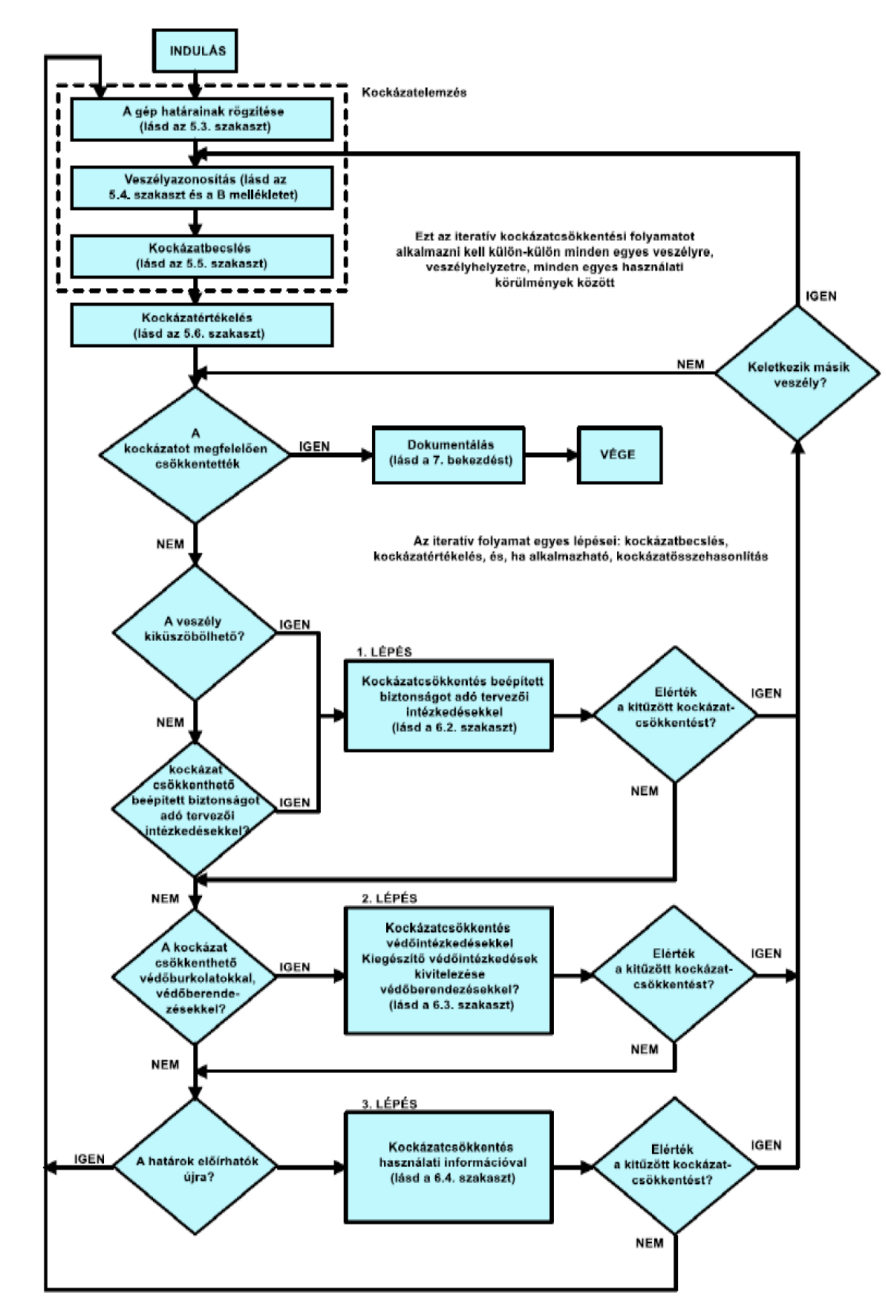 INDULÁS
Kockázatelemzés
A gép határainak rögzítése
(lásd az 5.3. szakaszt)
Veszélyazonosítás (lásd az
5.4. szakaszt és a B mellékletet)
Kockázatbecslés
(lásd az 5.5. szakaszt)
Ezt az iteratív kockázatcsökkentési folyamatot
alkalmazni kell külön-külön minden egyes veszélyre,
veszélyhelyzetre, minden egyes használati
körülmények között
IGEN
Kockázatértékelés
(lásd az 5.6. szakaszt)
NEM
Keletkezik másik
veszély?
A
kockázatot megfelelően
csökkentették
IGEN
Dokumentálás
(lásd a 7. bekezdést)
VÉGE
NEM
Az iteratív folyamat egyes lépései: kockázatbecslés,
kockázatértékelés, és, ha alkalmazható, kockázatösszehasonlítás
A veszély
kiküszöbölhető?
IGEN
1. LÉPÉS
Kockázatcsökkentés beépített
biztonságot adó tervezői
intézkedésekkel
(lásd a 6.2. szakaszt)
Elérték
a kitűzött kockázat-
csökkentést?
IGEN
NEM
kockázat
csökkenthető
beépített biztonságot
adó tervezői
intézkedésekkel?
IGEN
NEM
NEM
2. LÉPÉS
A kockázat
csökkenthető
védőburkolatokkal,
védőberende-
zésekkel?
IGEN
Kockázatcsökkentés
védőintézkedésekkel
Kiegészítő védőintézkedések
kivitelezése
védőberendezésekkel?
(lásd a 6.3. szakaszt)
Elérték
a kitűzött kockázat-
csökkentést?
IGEN
NEM
NEM
3. LÉPÉS
IGEN
A határok előírhatók
újra?
Kockázatcsökkentés
használati információval
(lásd a 6.4. szakaszt)
Elérték
a kitűzött kockázat-
csökkentést?
IGEN
NEM